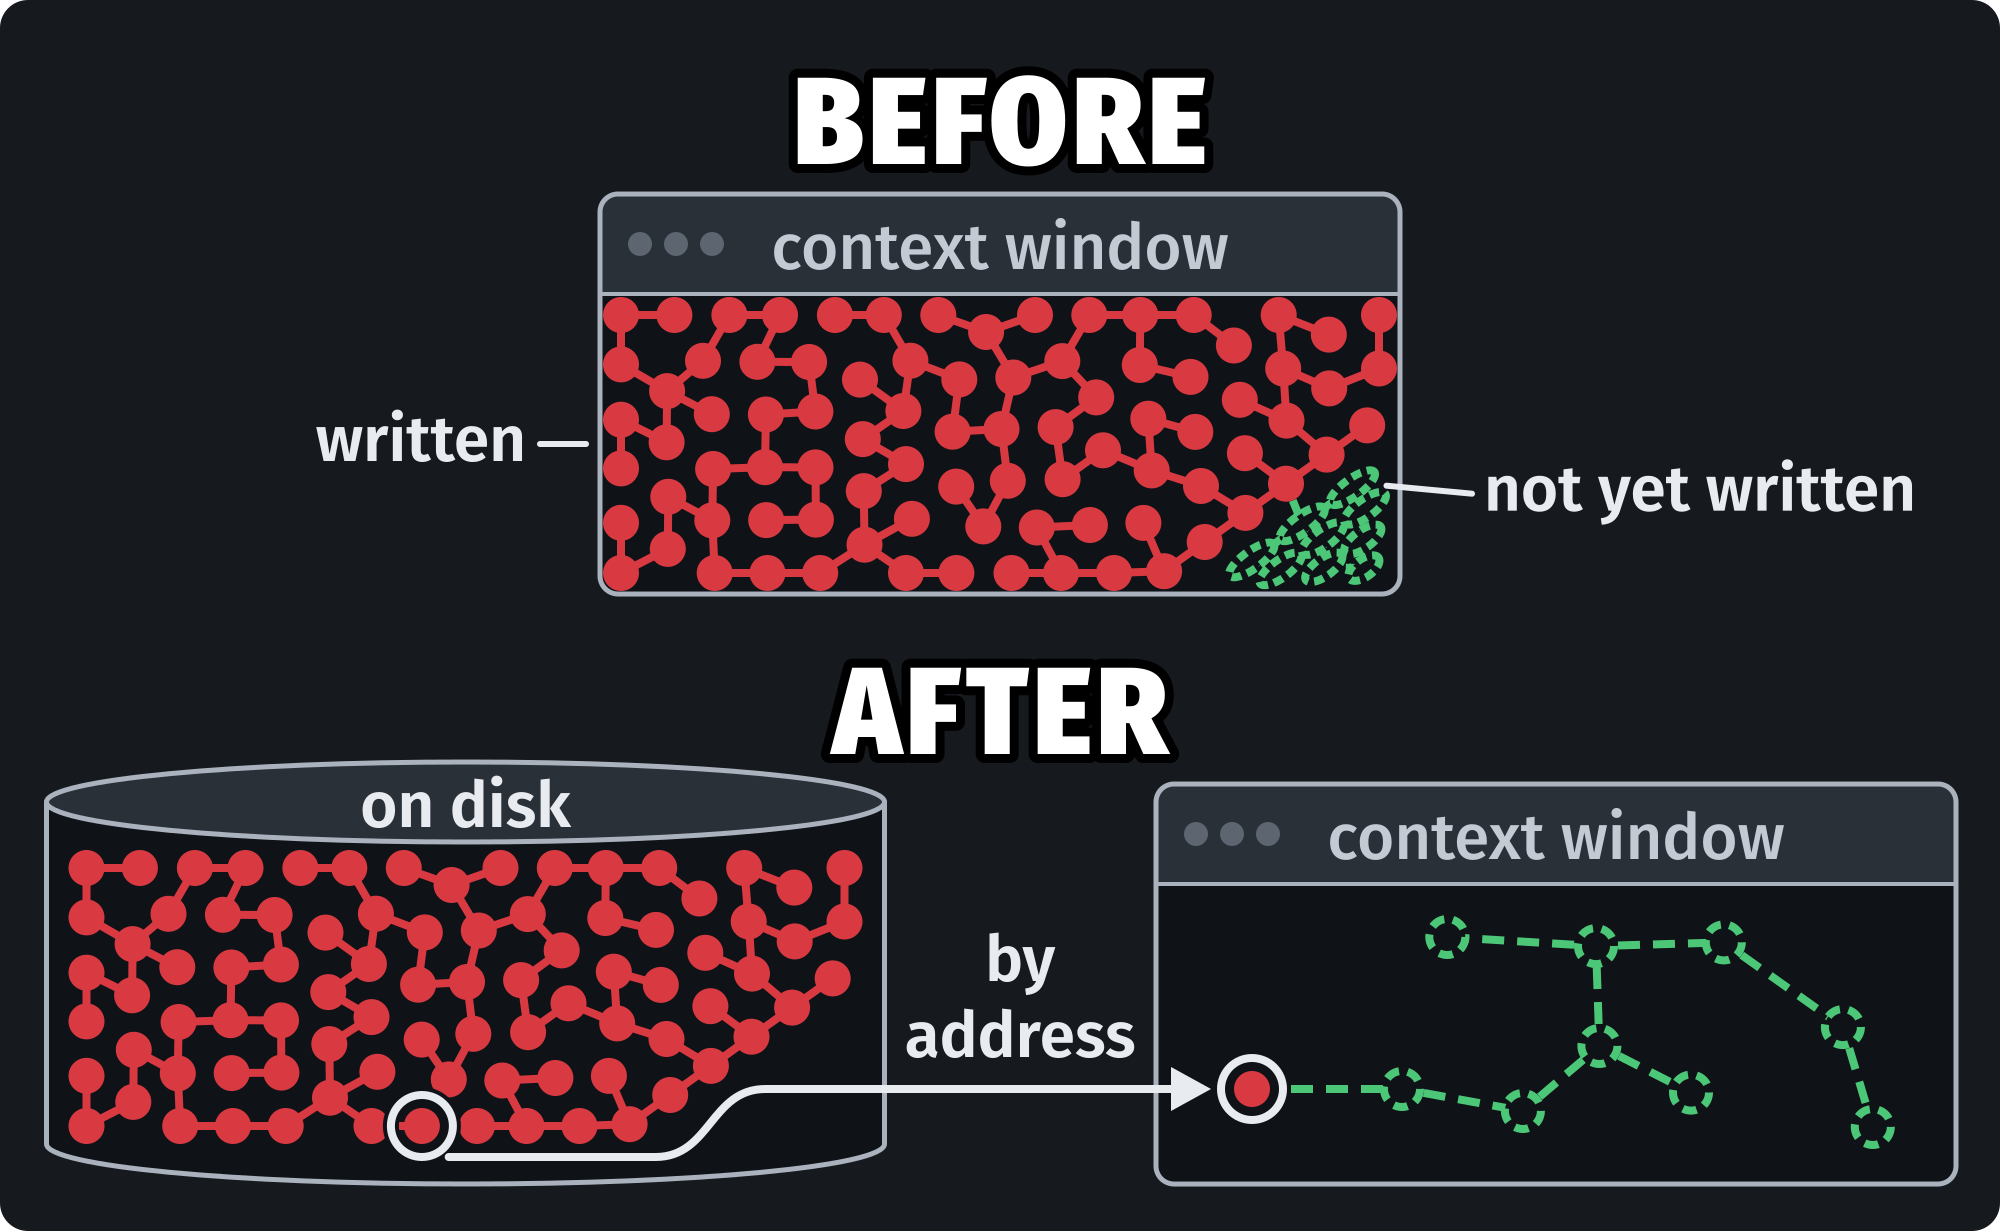 BEFORE
context window
written
not yet written
AFTER
on disk
context window
by
address